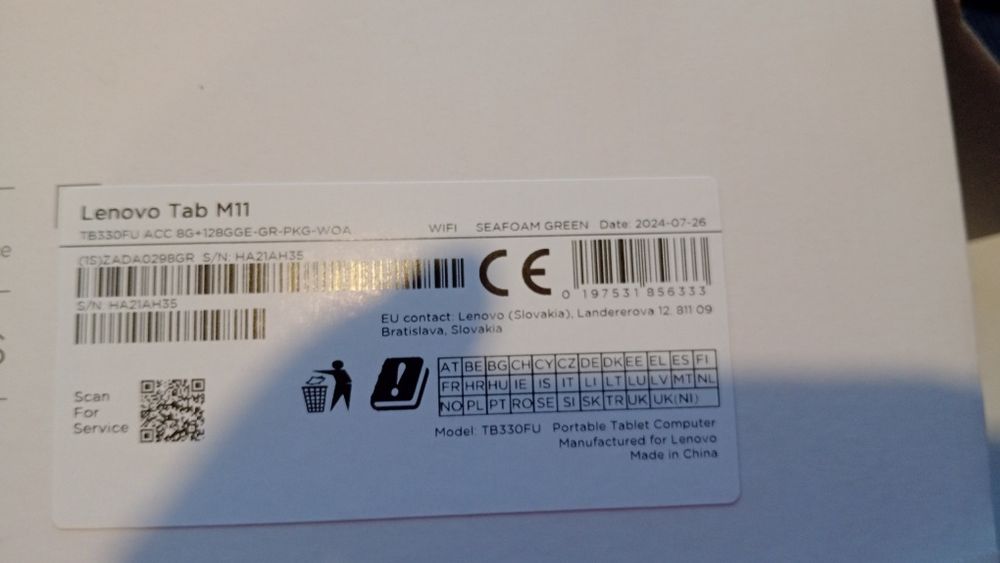 Lenovo Tab M11
TB330FU ACC 8G+128GGE-GR-PKG-WOA WIFI SEAFOAM GREEN Date: 2024-07-26
(1S)ZADA0298GR S/N: HA21AH35
S/N: HA21AH35
CE
0 197531 856333
EU contact: Lenovo (Slovakia), Landererova 12, 811 09
Bratislava, Slovakia
Scan
For
Service
AT BE BG CH CY CZ DE DK EE EL ES FI
FR HR HU IE IS IT LI LT LU LV MT NL
NO PL PT RO SE SI SK TR UK UK(NI)
Model: TB330FU Portable Tablet Computer
Manufactured for Lenovo
Made in China